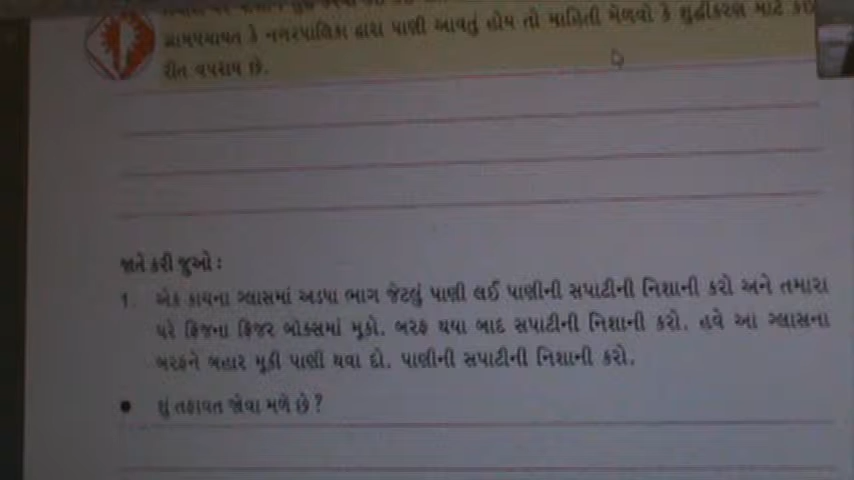 ગ્રામપંચાયત કે નગરપાલિકા દ્વારા પાણી આવતું હોય તો માહિતી મેળવો કે શુદ્ધીકરણ માટે કઈ
રીત વપરાય છે.
જાતે કરી જુઓ :
1. એક કાચના ગ્લાસમાં અડધા ભાગ જેટલું પાણી લઈ પાણીની સપાટીની નિશાની કરો અને તમારા
ઘરે ફ્રિજના ફ્રિજર બોક્સમાં મૂકો. બરફ થયા બાદ સપાટીની નિશાની કરો. હવે આ ગ્લાસના
બરફને બહાર મૂકી પાણી થવા દો. પાણીની સપાટીની નિશાની કરો.
● શું તફાવત જોવા મળે છે ?